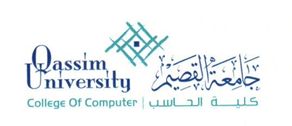 Qassim
University
جامعة القصيم
College Of Computer | كلية الحاسب